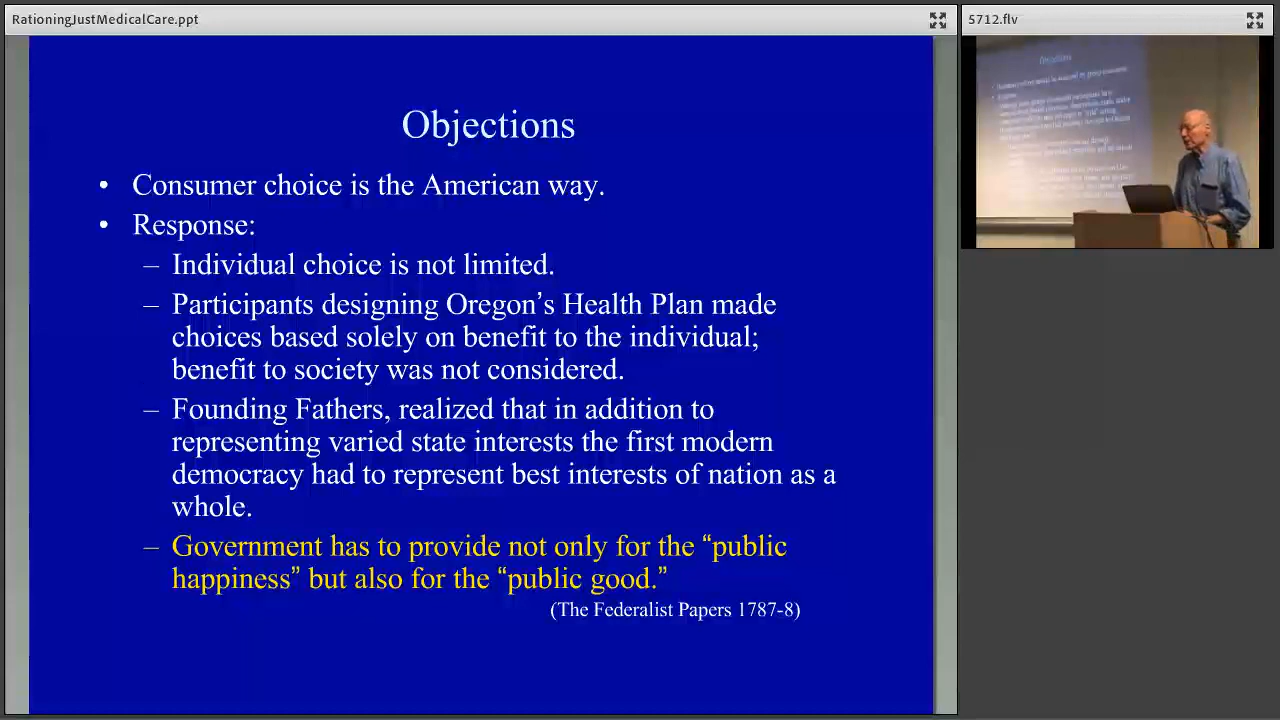 RationingJustMedicalCare.ppt
5712.flv
Objections
• Consumer choice is the American way.
• Response:
– Individual choice is not limited.
– Participants designing Oregon’s Health Plan made
choices based solely on benefit to the individual;
benefit to society was not considered.
– Founding Fathers, realized that in addition to
representing varied state interests the first modern
democracy had to represent best interests of nation as a
whole.
– Government has to provide not only for the “public
happiness” but also for the “public good.”
(The Federalist Papers 1787-8)
Objections